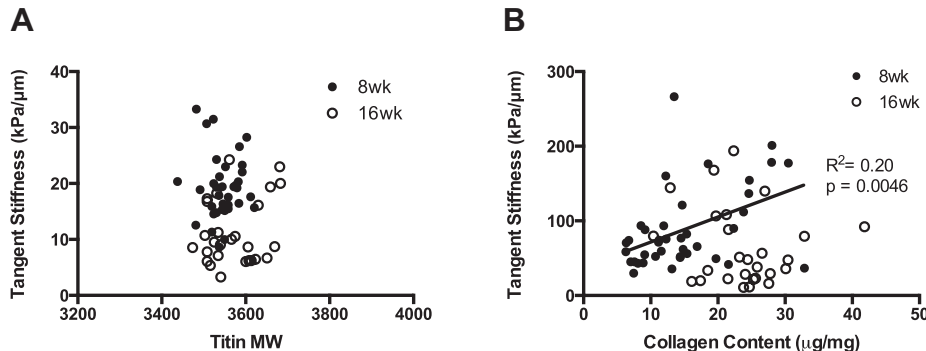 A
Tangent Stiffness (kPa/μm)
40
30
20
10
0
3200
3400
3600
3800
4000
Titin MW
8wk
16wk
B
Tangent Stiffness (kPa/μm)
300
200
100
0
0
10
20
30
40
50
Collagen Content (μg/mg)
8wk
16wk
R²= 0.20
p = 0.0046